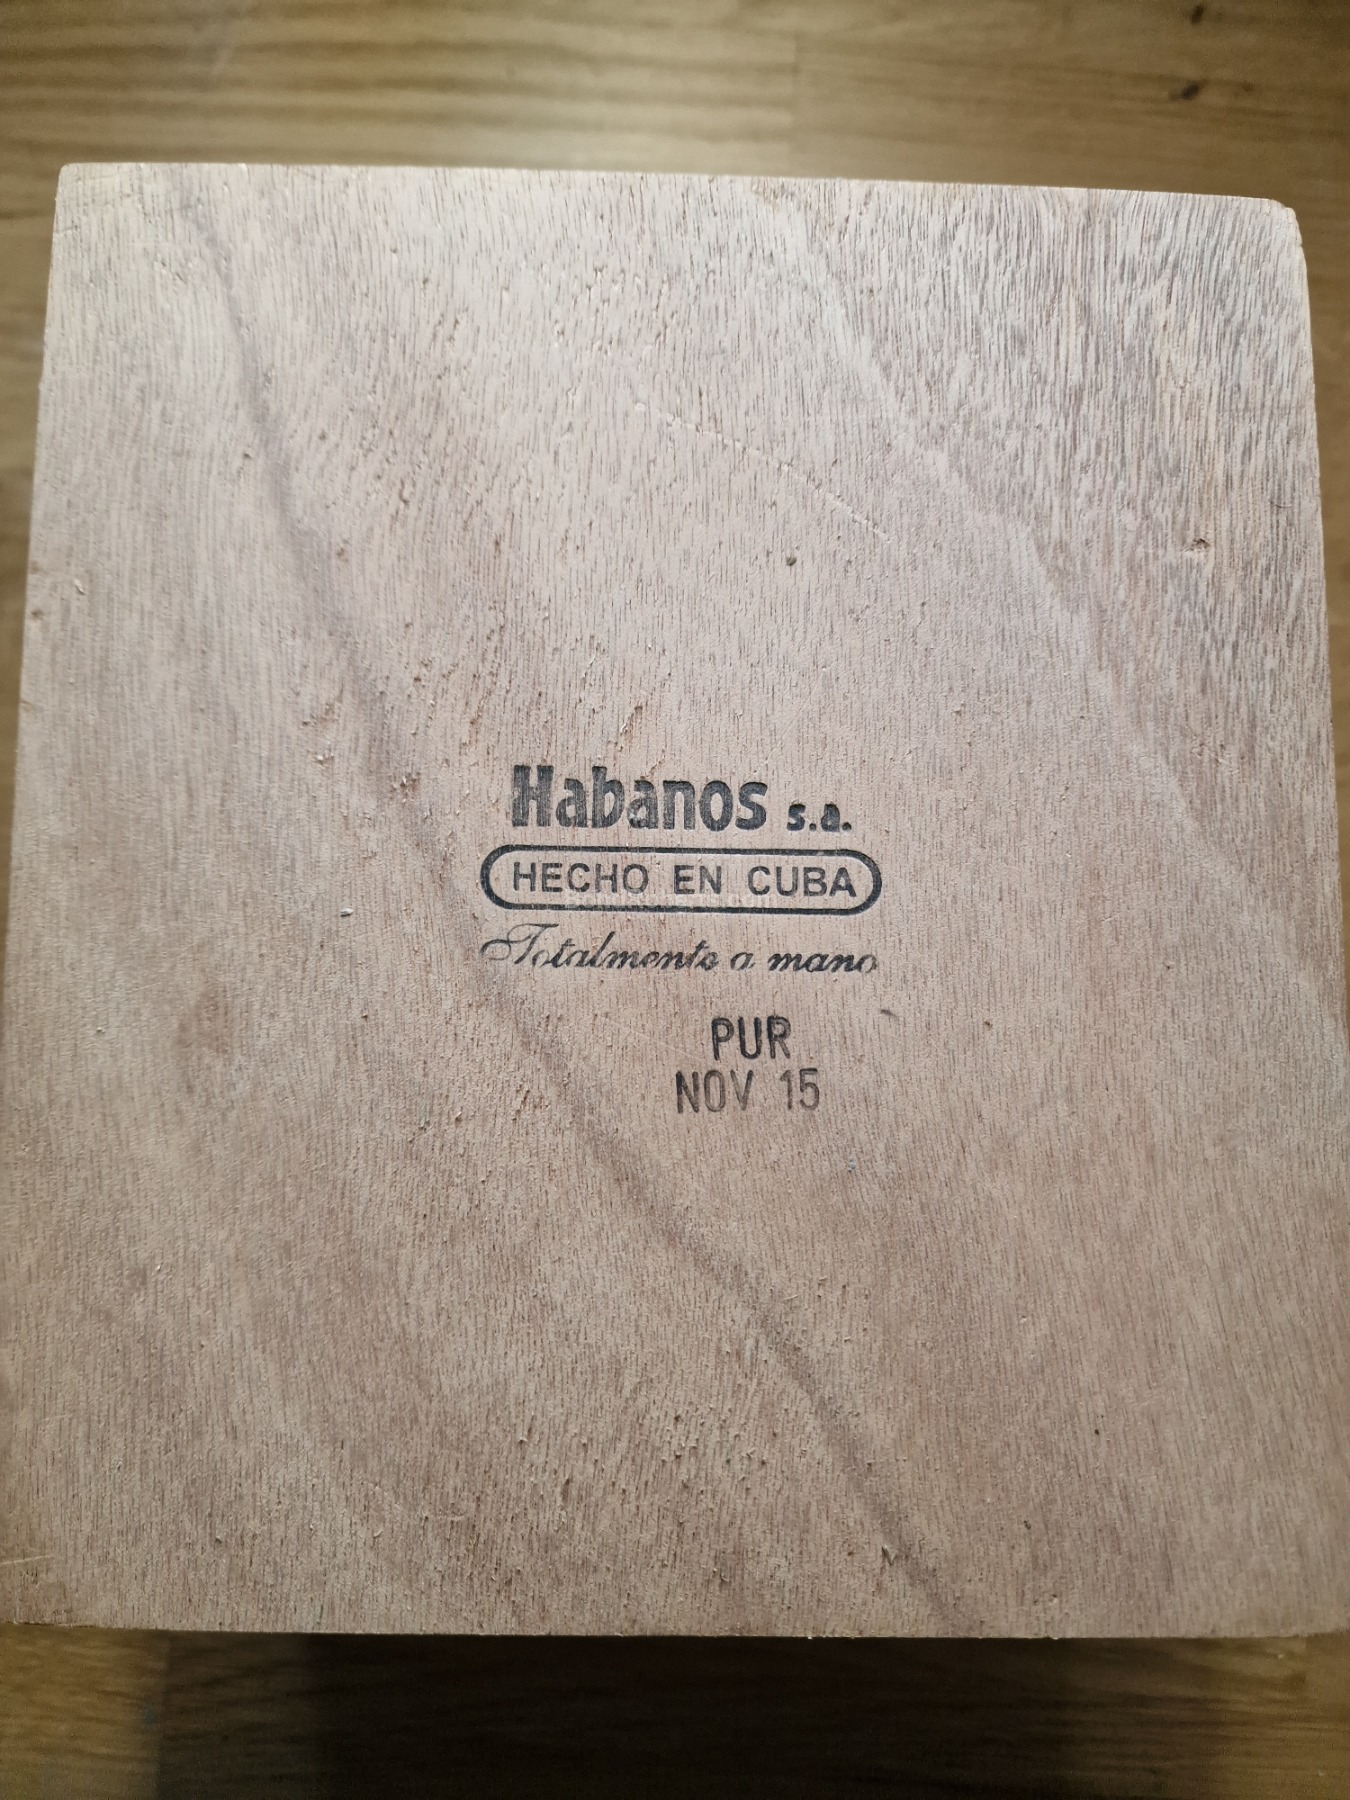 Habanos s.a.
HECHO EN CUBA
Totalmente a mano
PUR
NOV 15